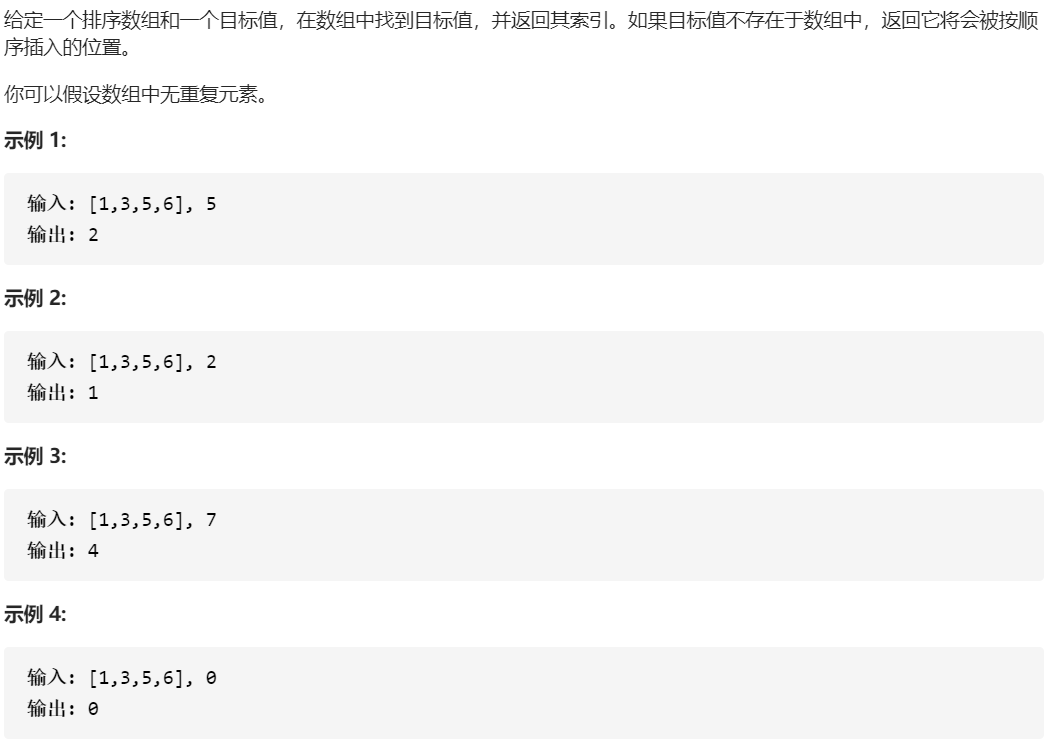 给定一个排序数组和一个目标值，在数组中找到目标值，并返回其索引。如果目标值不存在于数组中，返回它将会被按顺
序插入的位置。
你可以假设数组中无重复元素。
示例 1:
输入: [1,3,5,6], 5
输出: 2
示例 2:
输入: [1,3,5,6], 2
输出: 1
示例 3:
输入: [1,3,5,6], 7
输出: 4
示例 4:
输入: [1,3,5,6], 0
输出: 0